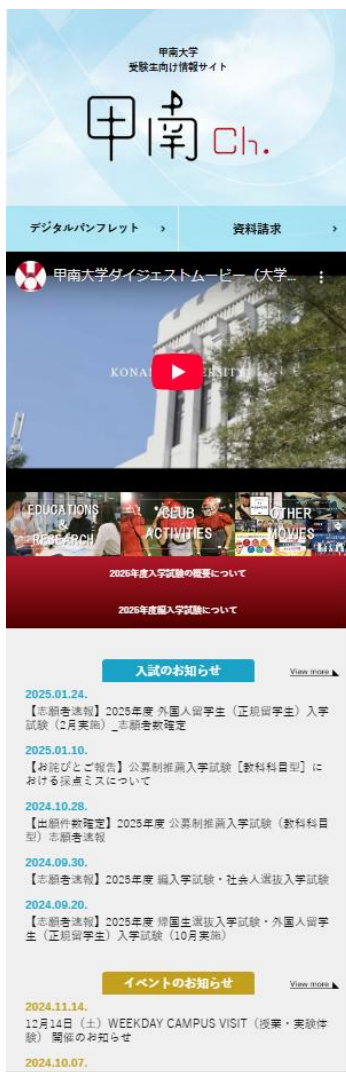 甲南大学
受験生向け情報サイト
甲南 Ch.
デジタルパンフレット ›
資料請求 ›
甲南大学ダイジェストムービー（大学...
KONAN UNIVERSITY
EDUCATIONS
&
RESEARCH
CLUB
ACTIVITIES
OTHER
MOVIES
2025年度入学試験の概要について
2025年度編入学試験について
入試のお知らせ
View more
2025.01.24.
【志願者速報】2025年度 外国人留学生（正規留学生）入学
試験（2月実施）_志願者数確定
2025.01.10.
【お詫びとご報告】公募制推薦入学試験［教科科目型］に
おける採点ミスについて
2024.10.28.
【出願件数確定】2025年度 公募制推薦入学試験（教科科目
型）志願者速報
2024.09.30.
【志願者速報】2025年度 編入学試験・社会人選抜入学試験
2024.09.20.
【志願者速報】2025年度 帰国生選抜入学試験・外国人留学
生（正規留学生）入学試験（10月実施）
イベントのお知らせ
View more
2024.11.14.
12月14日（土）WEEKDAY CAMPUS VISIT（授業・実験体
験） 開催のお知らせ
2024.10.07.